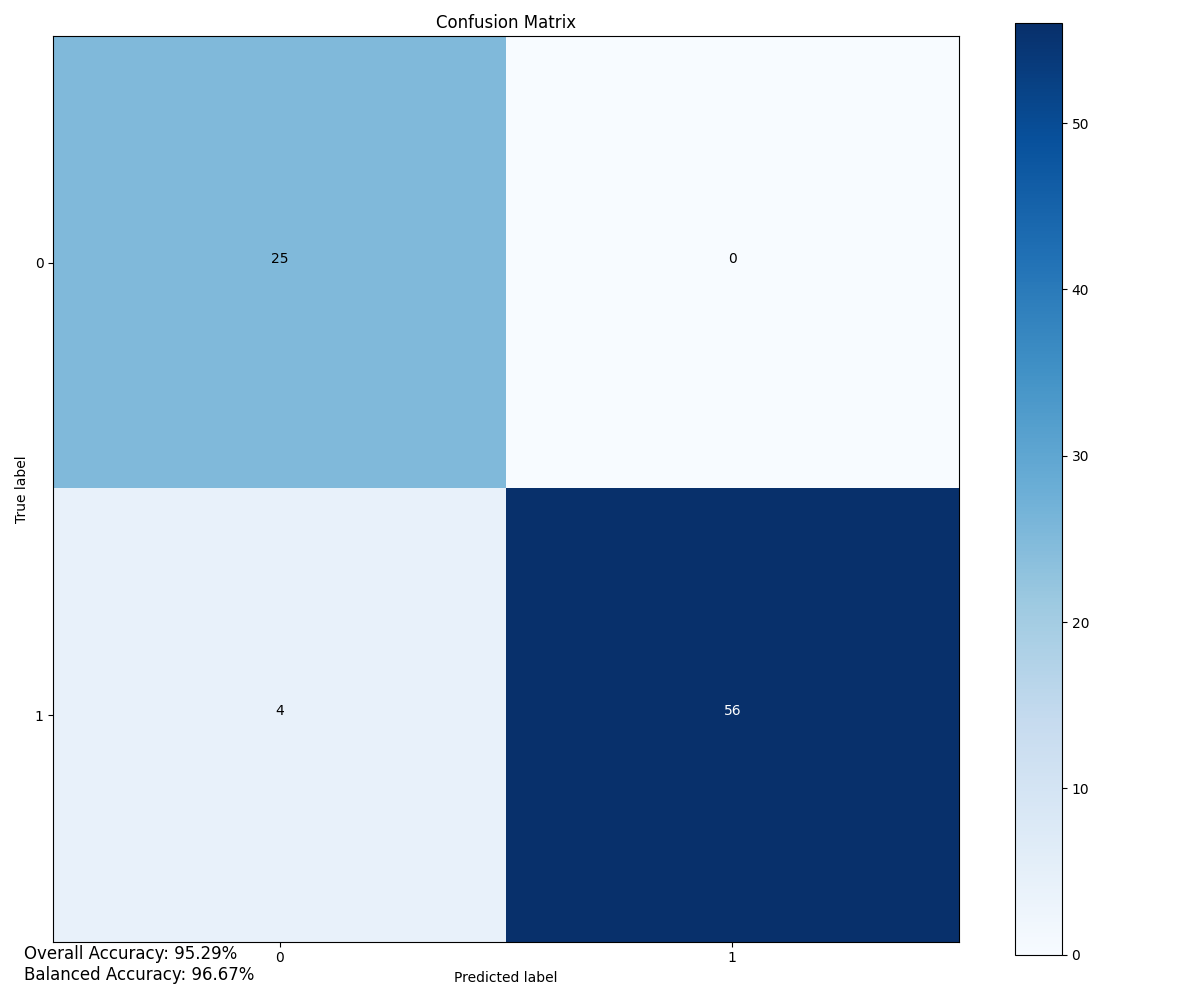 Confusion Matrix
True label
0
25
0
1
4
56
0
1
Predicted label
Overall Accuracy: 95.29%
Balanced Accuracy: 96.67%
50
40
30
20
10
0